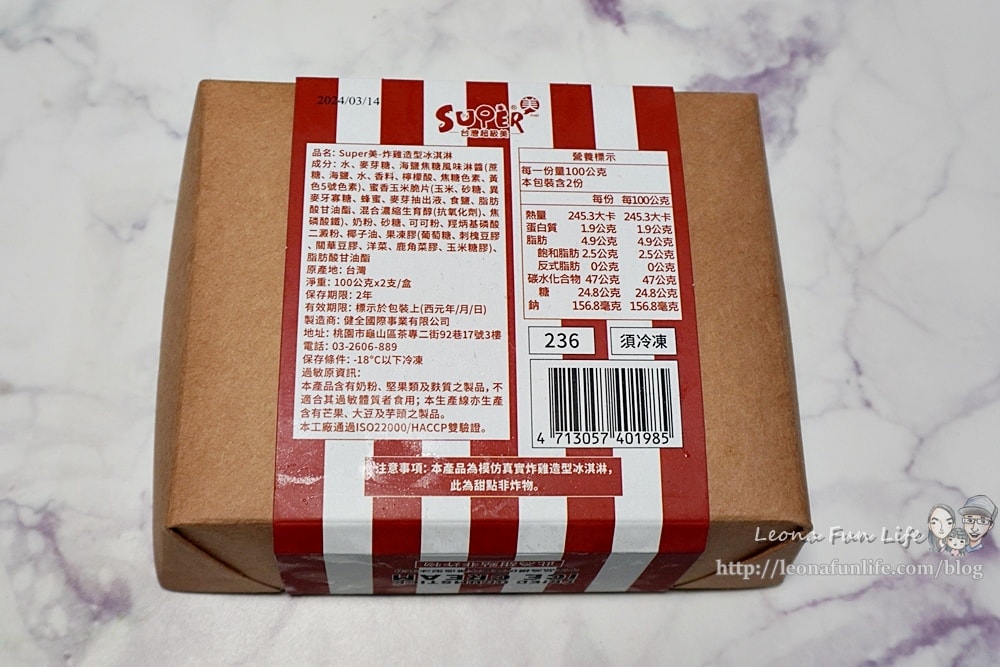 2024/03/14
SUPER 美
台灣超級美
品名: Super美-炸雞造型冰淇淋
成分: 水、麥芽糖、海鹽焦糖風味淋醬(蔗
糖、海鹽、水、香料、檸檬酸、焦糖色素、黃
色5號色素)、蜜香玉米脆片(玉米、砂糖、異
麥芽寡糖、蜂蜜、麥芽抽出液、食鹽、脂肪
酸甘油酯、混合濃縮生育醇(抗氧化劑)、焦
磷酸鐵)、奶粉、砂糖、可可粉、羥炳基磷酸
二澱粉、椰子油、果凍膠(葡萄糖、刺槐豆膠
、關華豆膠、洋菜、鹿角菜膠、玉米糖膠)、
脂肪酸甘油酯
原產地: 台灣
淨重: 100公克x2支/盒
保存期限: 2年
有效期限: 標示於包裝上(西元年/月/日)
製造商: 健全國際事業有限公司
地址: 桃園市龜山區茶專二街92巷17號3樓
電話: 03-2606-889
保存條件: -18°C以下冷凍
過敏原資訊:
本產品含有奶粉、堅果類及麩質之製品，不
適合其過敏體質者食用; 本生產線亦生產
含有芒果、大豆及芋頭之製品。
本工廠通過ISO22000/HACCP雙驗證。
營養標示
每一份量100公克
本包裝含2份
每份 每100公克
熱量 245.3大卡 245.3大卡
蛋白質 1.9公克 1.9公克
脂肪 4.9公克 4.9公克
飽和脂肪 2.5公克 2.5公克
反式脂肪 0公克 0公克
碳水化合物 47公克 47公克
糖 24.8公克 24.8公克
鈉 156.8毫克 156.8毫克
236 須冷凍
4 713057 401985
注意事項: 本產品為模仿真實炸雞造型冰淇淋，
此為甜點非炸物。
此為甜點非炸物
ICE CREAM
Leona Fun Life
http://leonafunlife.com/blog